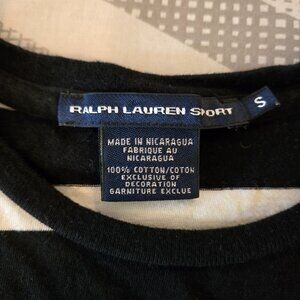 RALPH LAUREN SPORT
S
MADE IN NICARAGUA
FABRIQUE AU
NICARAGUA
100% COTTON/COTON
EXCLUSIVE OF
DECORATION
GARNITURE EXCLUE